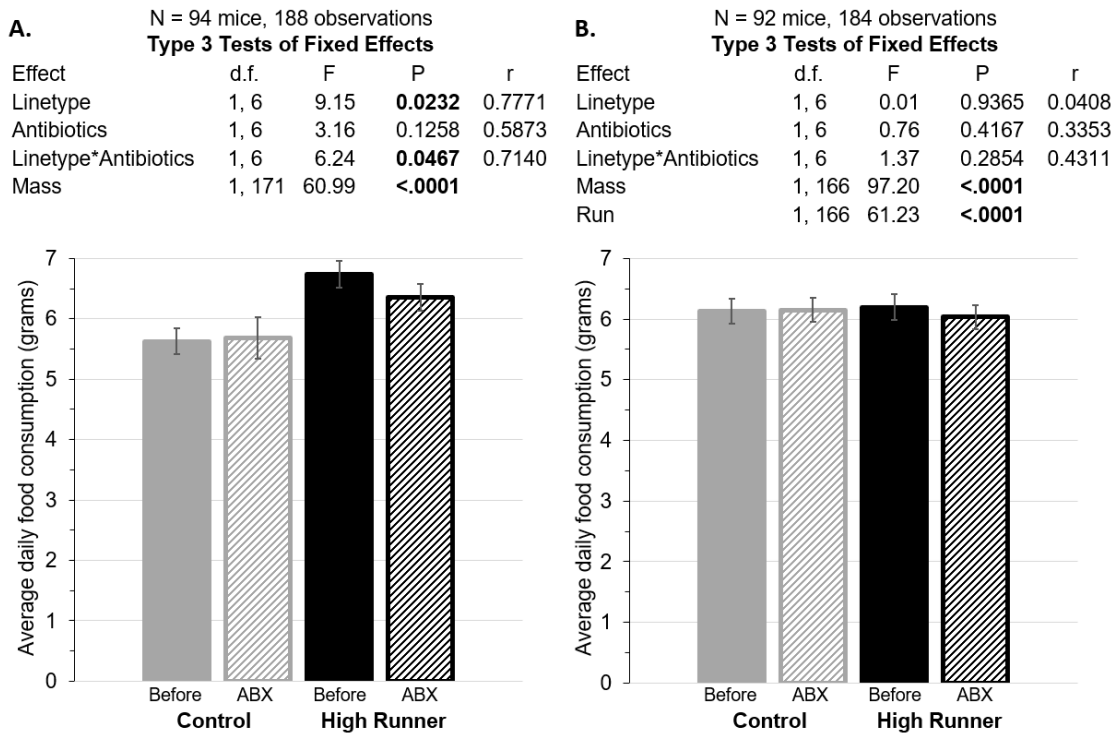 A.
N = 94 mice, 188 observations
Type 3 Tests of Fixed Effects
Effect d.f. F P r
Linetype 1, 6 9.15 0.0232 0.7771
Antibiotics 1, 6 3.16 0.1258 0.5873
Linetype*Antibiotics 1, 6 6.24 0.0467 0.7140
Mass 1, 171 60.99 <.0001
Average daily food consumption (grams)
7
6
5
4
3
2
1
0
Before ABX Before ABX
Control High Runner
B.
N = 92 mice, 184 observations
Type 3 Tests of Fixed Effects
Effect d.f. F P r
Linetype 1, 6 0.01 0.9365 0.0408
Antibiotics 1, 6 0.76 0.4167 0.3353
Linetype*Antibiotics 1, 6 1.37 0.2854 0.4311
Mass 1, 166 97.20 <.0001
Run 1, 166 61.23 <.0001
Average daily food consumption (grams)
7
6
5
4
3
2
1
0
Before ABX Before ABX
Control High Runner